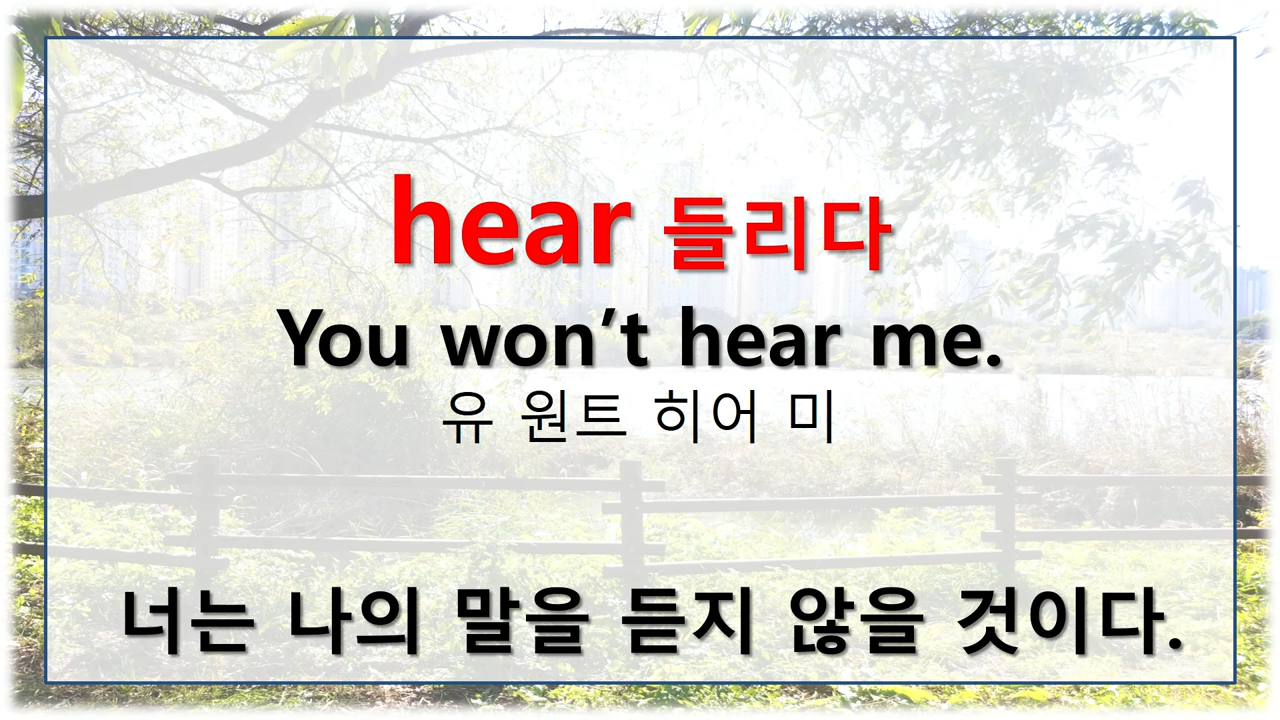 hear 들리다
You won’t hear me.
유 원트 히어 미
너는 나의 말을 듣지 않을 것이다.